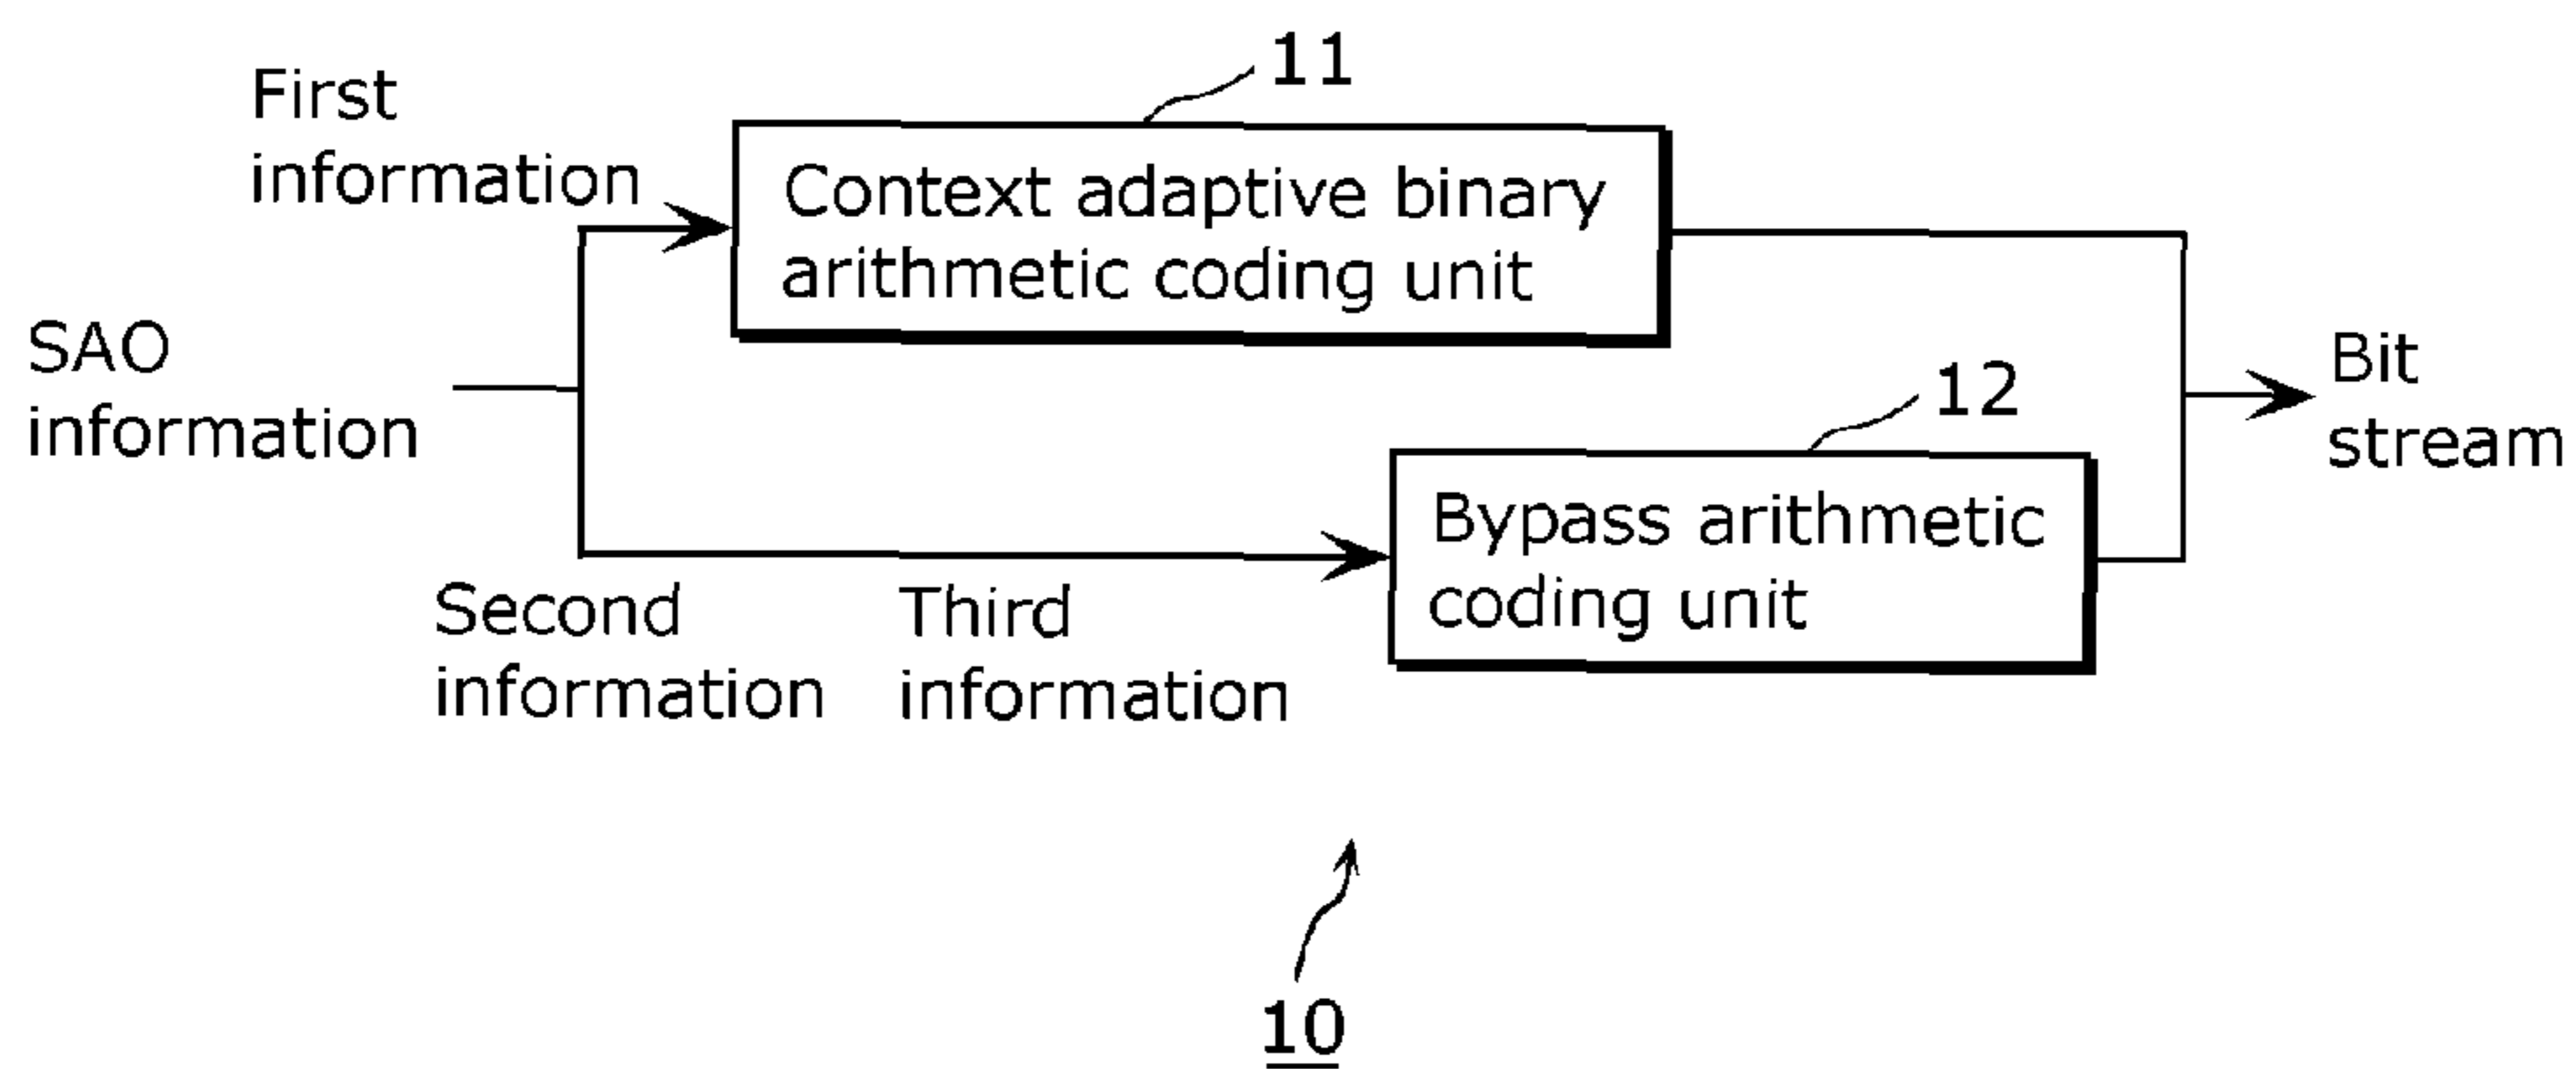 11
First
information
Context adaptive binary
arithmetic coding unit
SAO
information
12
Bit
stream
Bypass arithmetic
coding unit
Second
information
Third
information
10